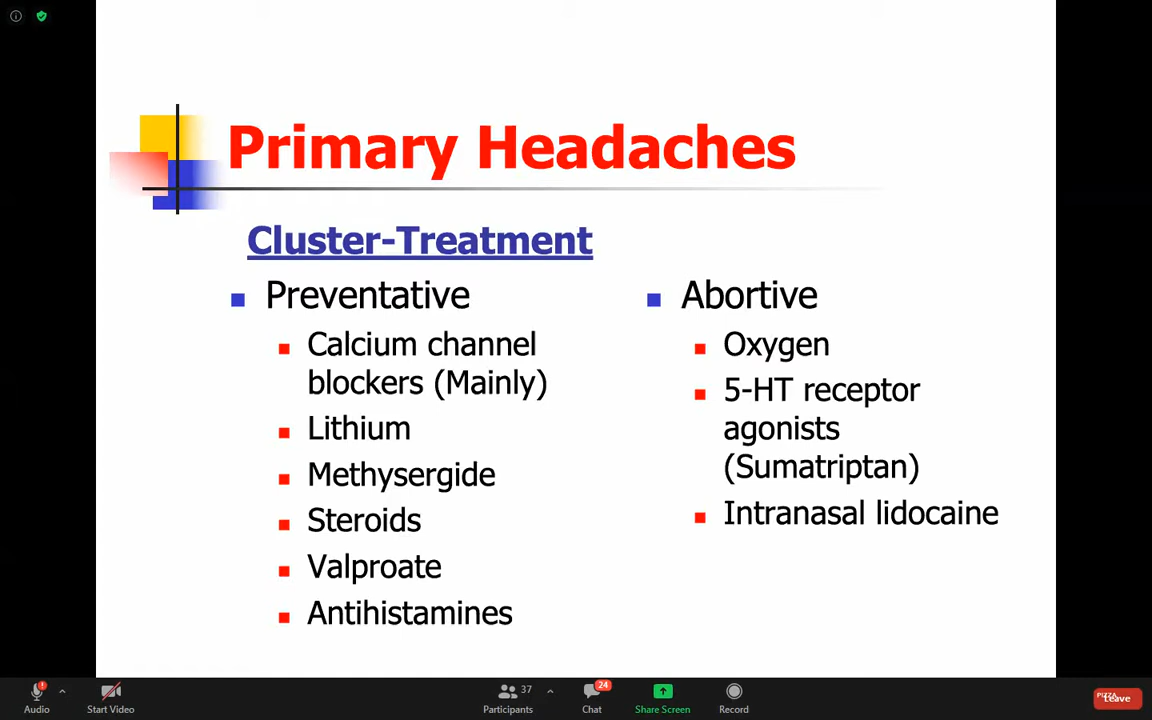 Primary Headaches
Cluster-Treatment
Preventative
Calcium channel
blockers (Mainly)
Lithium
Methysergide
Steroids
Valproate
Antihistamines
Abortive
Oxygen
5-HT receptor
agonists
(Sumatriptan)
Intranasal lidocaine
Audio
Start Video
37
Participants
24
Chat
Share Screen
Record
PIZZA
Leave